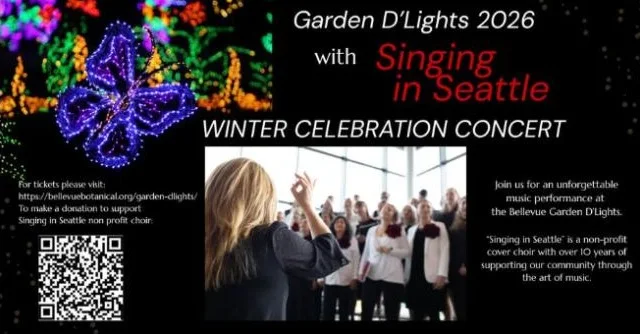 Garden D'Lights 2026
with Singing
in Seattle
WINTER CELEBRATION CONCERT
For tickets please visit:
https://bellevuebotanical.org/garden-dlights/
To make a donation to support
Singing in Seattle non profit choir:
Join us for an unforgettable
music performance at
the Bellevue Garden D'Lights.
"Singing in Seattle" is a non-profit
cover choir with over 10 years of
supporting our community through
the art of music.